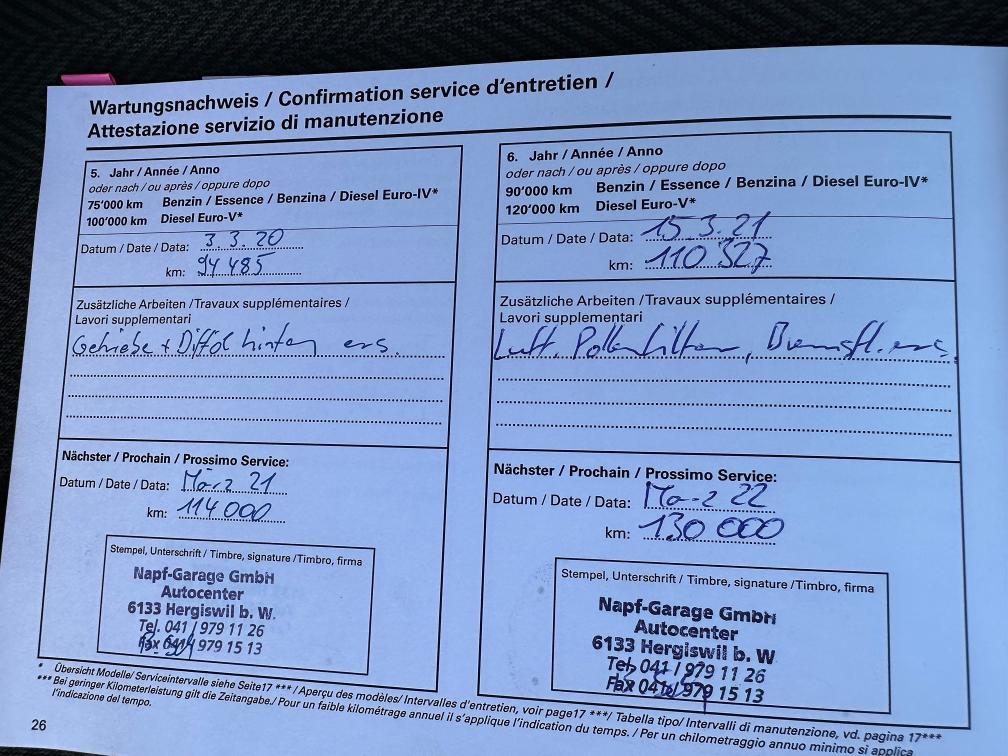 Wartungsnachweis / Confirmation service d'entretien /
Attestazione servizio di manutenzione
5. Jahr / Année / Anno
oder nach / ou après / oppure dopo
75'000 km Benzin / Essence / Benzina / Diesel Euro-IV*
100'000 km Diesel Euro-V*
Datum / Date / Data: 3.3.20
km: 94 485
Zusätzliche Arbeiten / Travaux supplémentaires /
Lavori supplementari
Getriebe + Diföl hinten ers.
Nächster / Prochain / Prossimo Service:
Datum / Date / Data: März 21
km: 114 000
Stempel, Unterschrift / Timbre, signature / Timbro, firma
Napf-Garage GmbH
Autocenter
6133 Hergiswil b. W.
Tel. 041 / 979 11 26
Fax 041 / 979 15 13
6. Jahr / Année / Anno
oder nach / ou après / oppure dopo
90'000 km Benzin / Essence / Benzina / Diesel Euro-IV*
120'000 km Diesel Euro-V*
Datum / Date / Data: 15.3.21
km: 110 327
Zusätzliche Arbeiten / Travaux supplémentaires /
Lavori supplementari
Luft. Pollenfilter, Bremsfl. ers.
Nächster / Prochain / Prossimo Service:
Datum / Date / Data: März 22
km: 130 000
Stempel, Unterschrift / Timbre, signature / Timbro, firma
Napf-Garage GmbH
Autocenter
6133 Hergiswil b. W
Tel. 041 / 979 11 26
Fax 041 / 979 15 13
* Übersicht Modelle/ Serviceintervalle siehe Seite17 *** / Aperçu des modèles/ Intervalles d'entretien, voir page17 ***/ Tabella tipo/ Intervalli di manutenzione, vd. pagina 17***
*** Bei geringer Kilometerleistung gilt die Zeitangabe./ Pour un faible kilométrage annuel il s'applique l'indication du temps. / Per un chilometraggio annuo minimo si applica
l'indicazione del tempo.
26